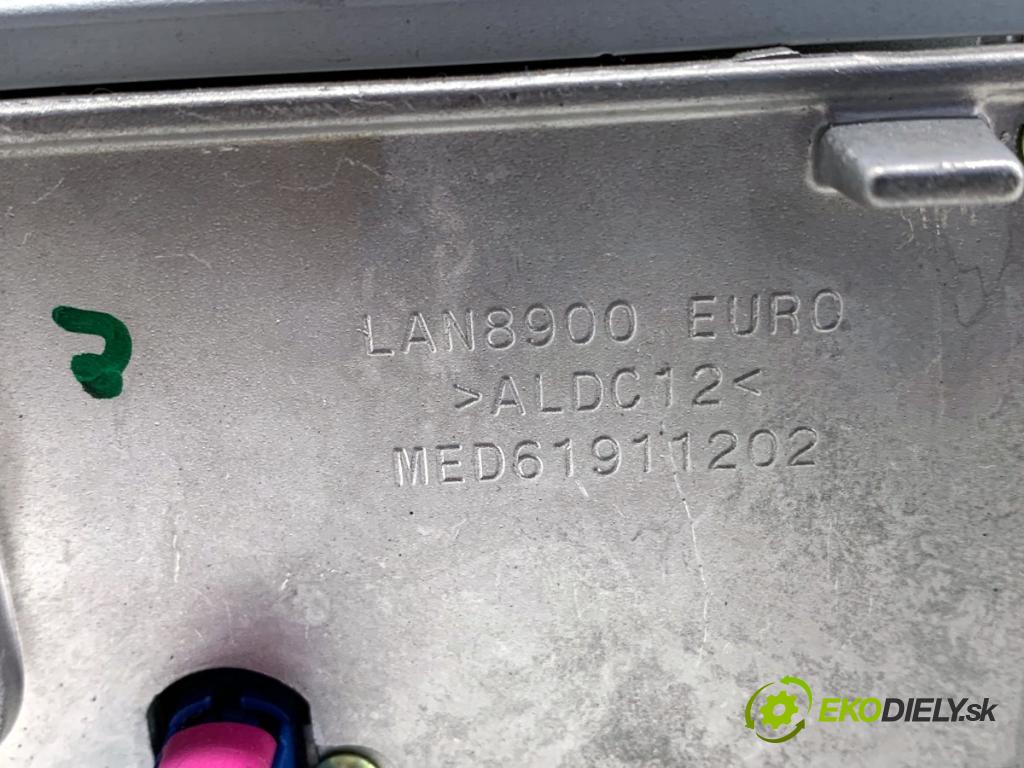 LAN8900 EURO
>ALDC12<
MED61911202
EKODIELY.sk